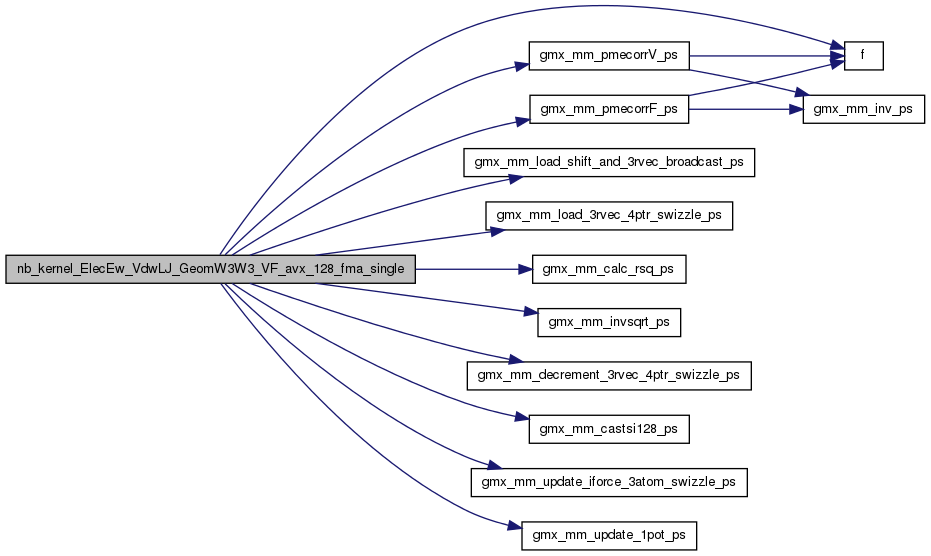 gmx_mm_pmecorrV_ps
f
gmx_mm_pmecorrF_ps
gmx_mm_inv_ps
gmx_mm_load_shift_and_3rvec_broadcast_ps
gmx_mm_load_3rvec_4ptr_swizzle_ps
nb_kernel_ElecEw_VdwLJ_GeomW3W3_VF_avx_128_fma_single
gmx_mm_calc_rsq_ps
gmx_mm_invsqrt_ps
gmx_mm_decrement_3rvec_4ptr_swizzle_ps
gmx_mm_castsi128_ps
gmx_mm_update_iforce_3atom_swizzle_ps
gmx_mm_update_1pot_ps